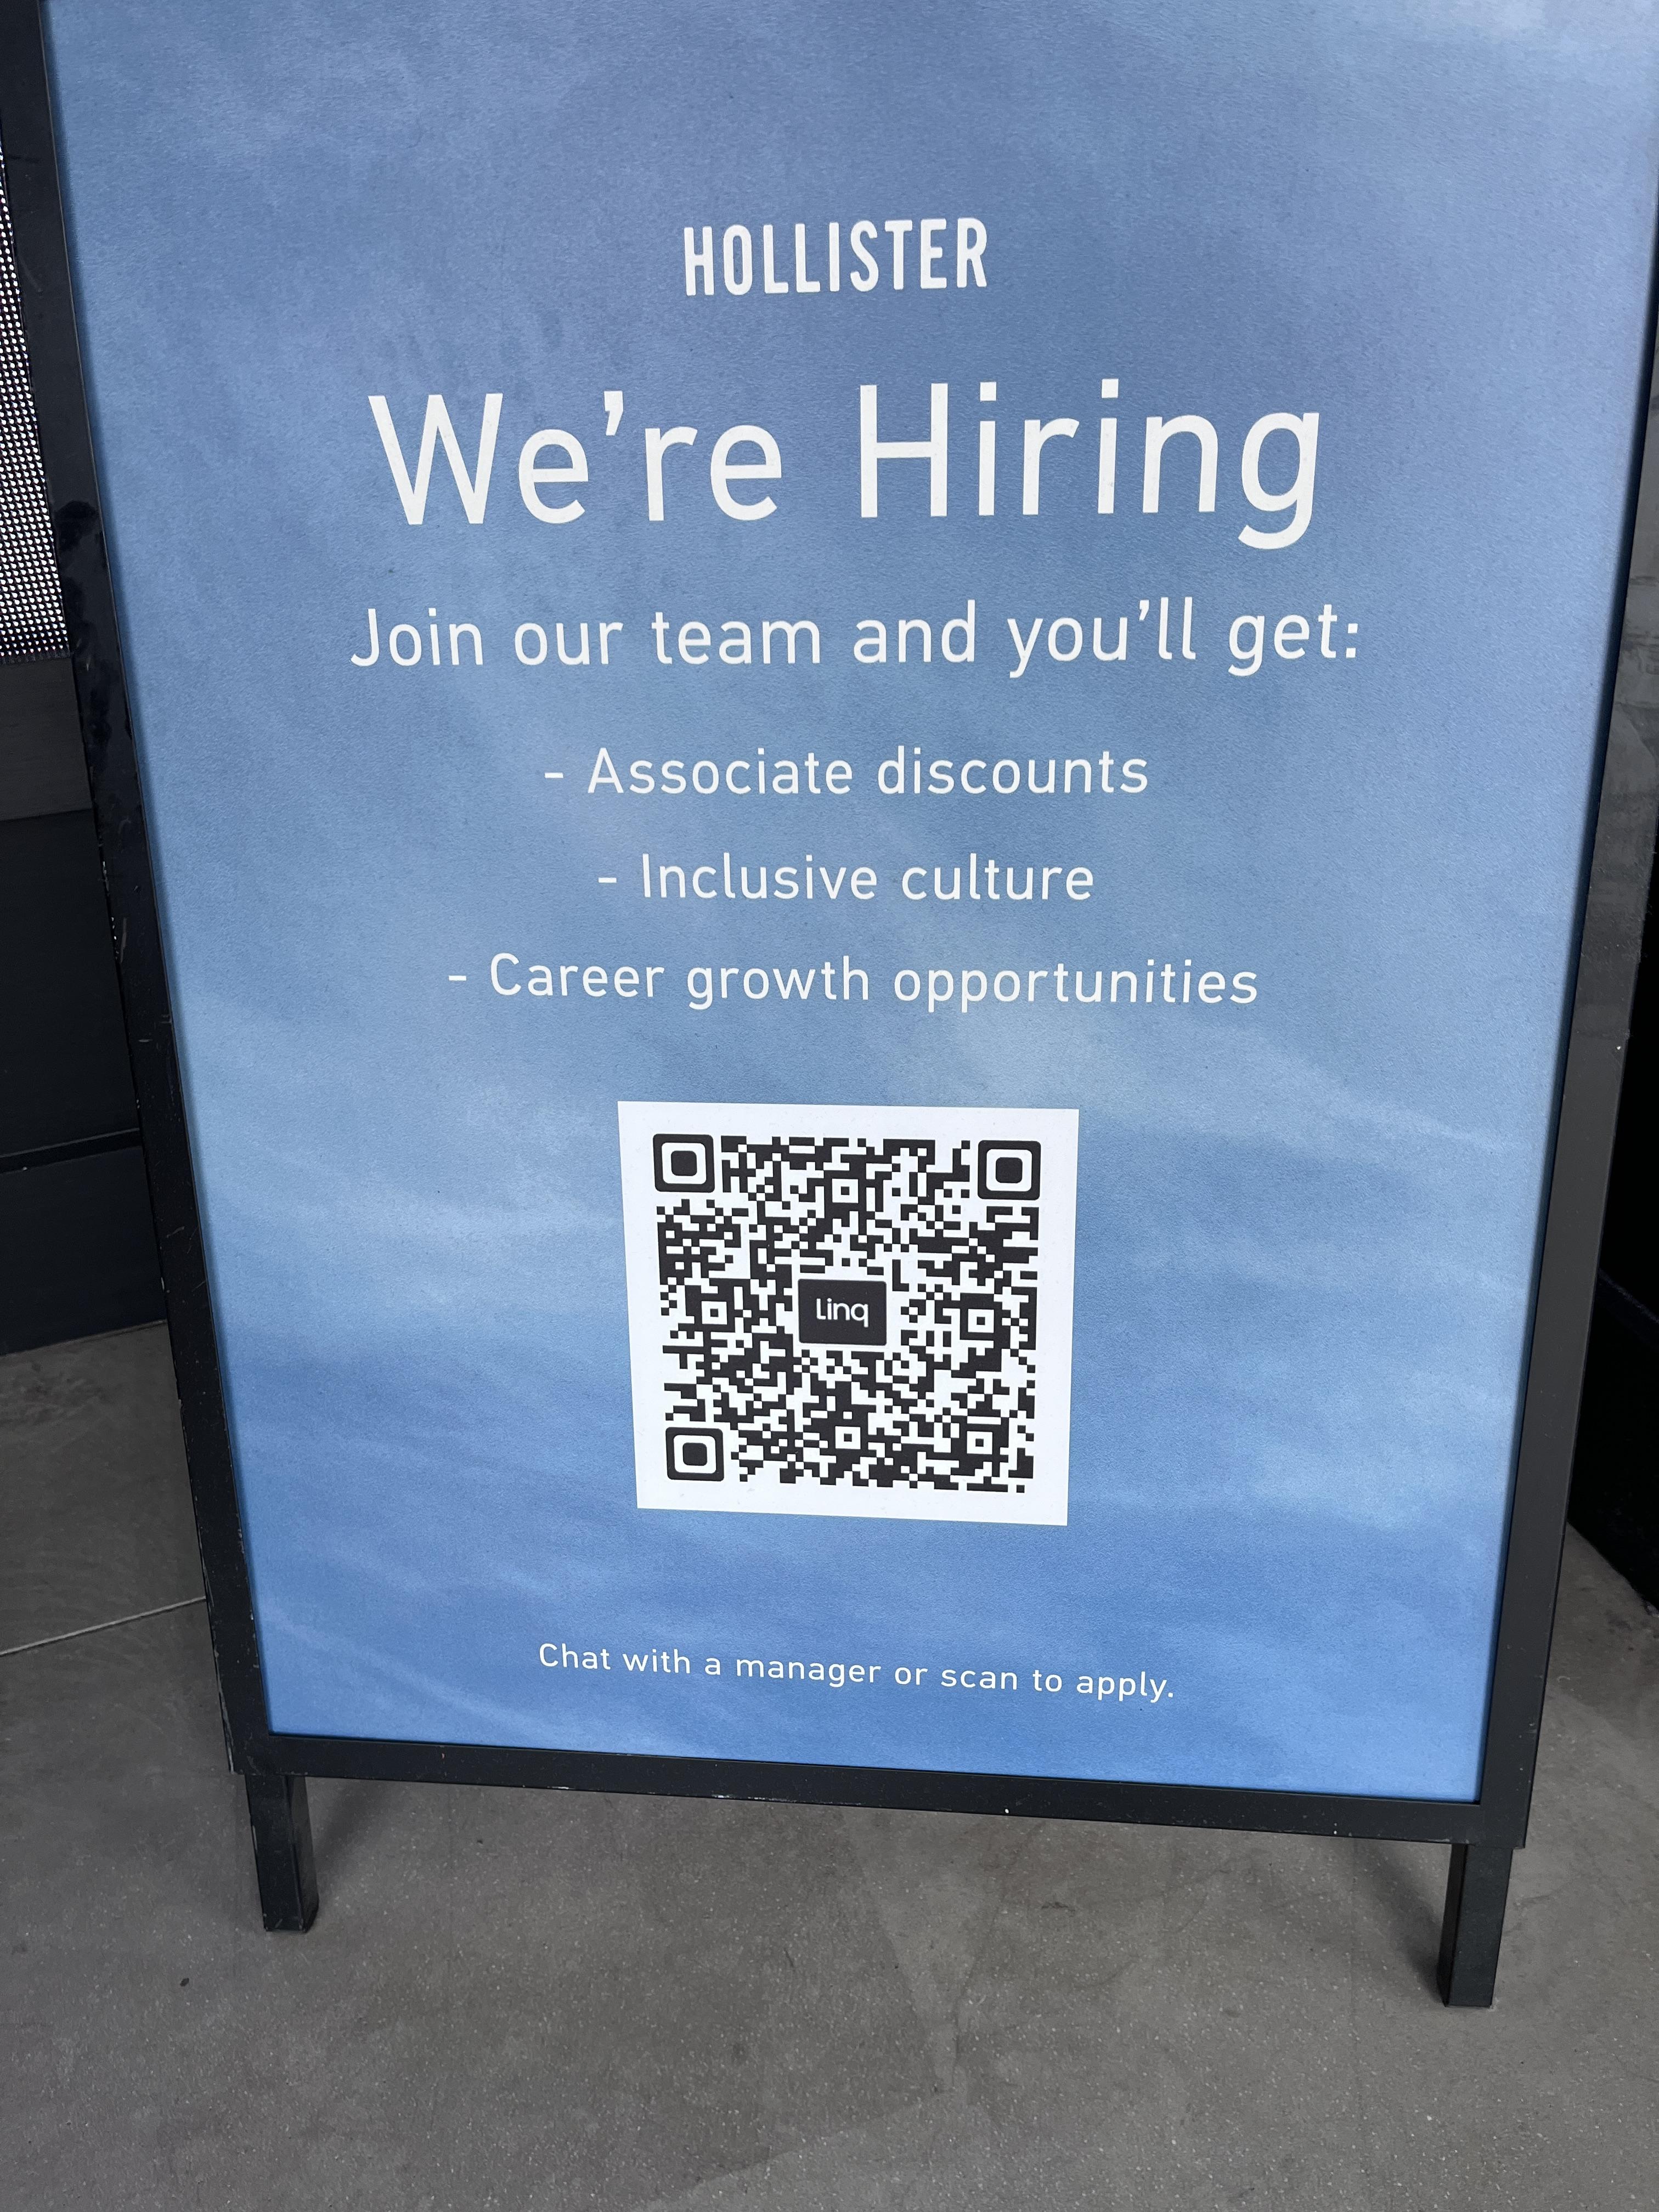 HOLLISTER
We're Hiring
Join our team and you'll get:
- Associate discounts
- Inclusive culture
- Career growth opportunities
Linq
Chat with a manager or scan to apply.